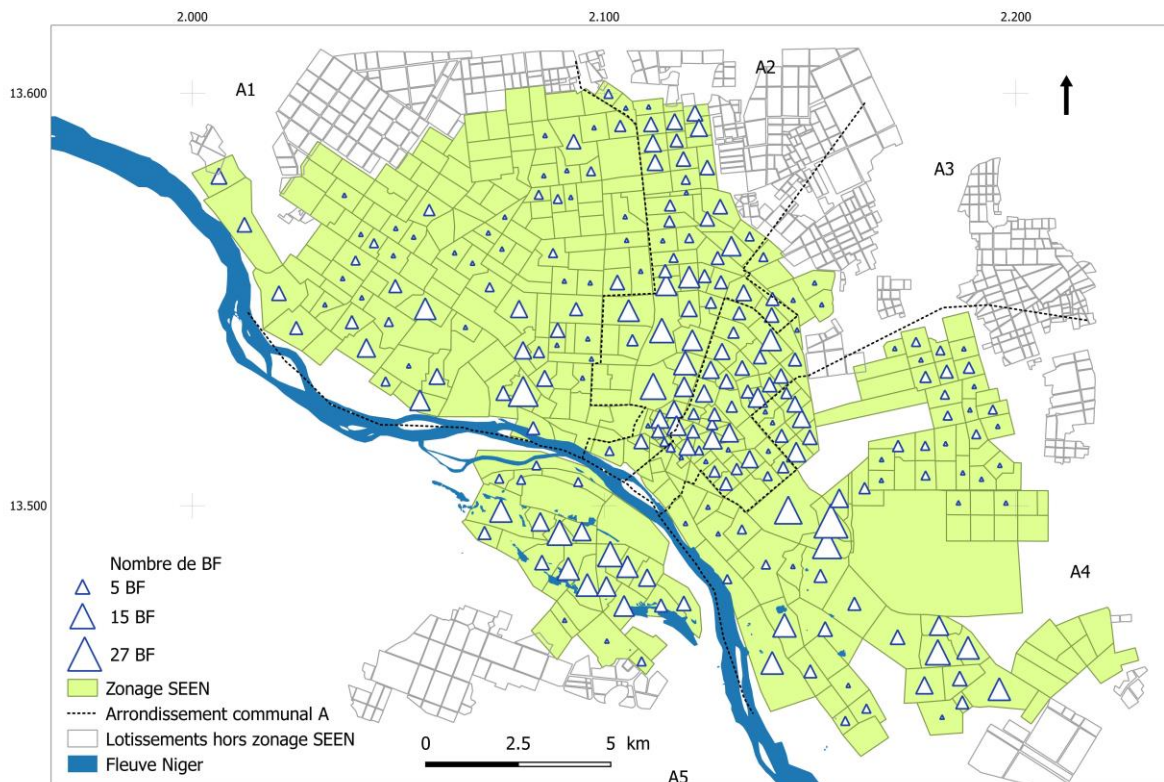 2.000 2.100 2.200
A1 A2
13.600
A3
13.500
Nombre de BF
5 BF
A4
15 BF
27 BF
Zonage SEEN
Arrondissement communal A
Lotissements hors zonage SEEN
0 2.5 5 km
Fleuve Niger
A5